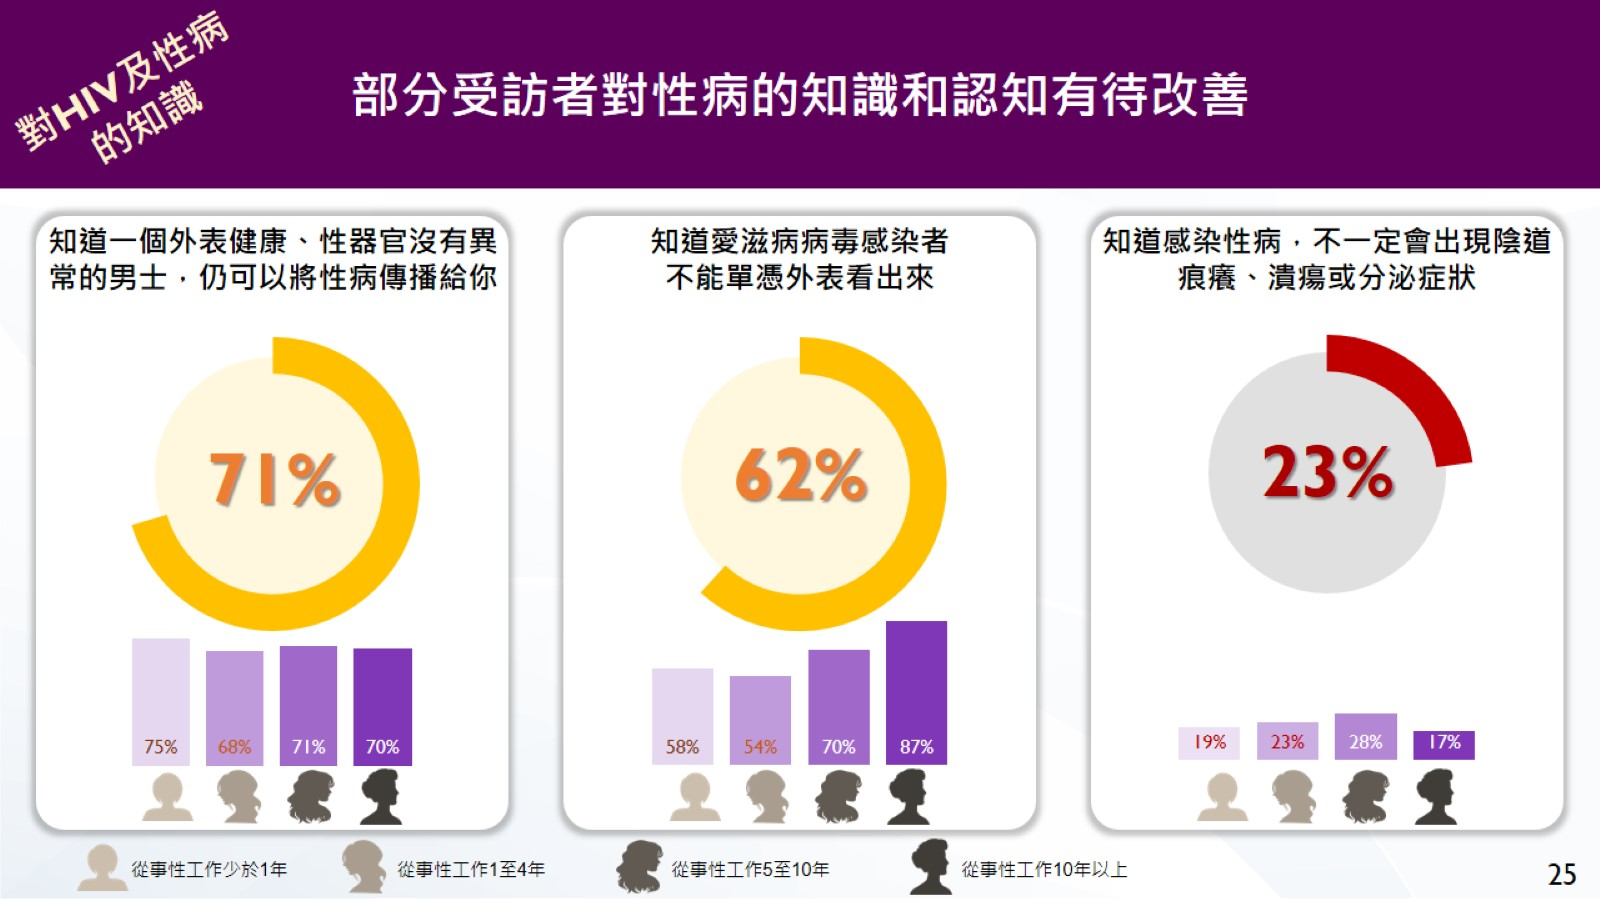 對HIV及性病
的知識
部分受訪者對性病的知識和認知有待改善
知道一個外表健康、性器官沒有異
常的男士，仍可以將性病傳播給你
71%
75% 68% 71% 70%
知道愛滋病病毒感染者
不能單憑外表看出來
62%
58% 54% 70% 87%
知道感染性病，不一定會出現陰道
痕癢、潰瘍或分泌症狀
23%
19% 23% 28% 17%
從事性工作少於1年 從事性工作1至4年 從事性工作5至10年 從事性工作10年以上
25